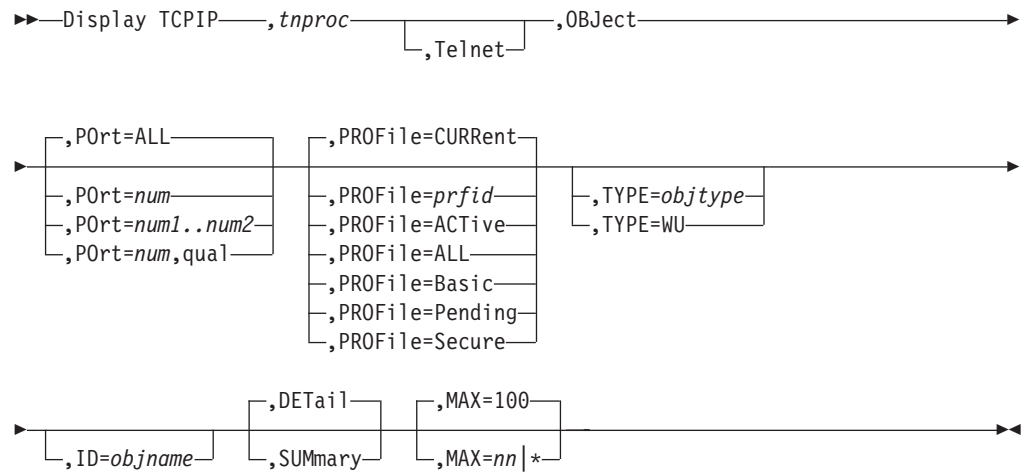 Display TCPIP ,tnproc ,OBJect
,Telnet
,POrt=ALL ,PROFile=CURRent
,POrt=num ,PROFile=prfid ,TYPE=objtype
,POrt=num1..num2 ,PROFile=ACTive ,TYPE=WU
,POrt=num,qual ,PROFile=ALL
,PROFile=Basic
,PROFile=Pending
,PROFile=Secure
,DETail ,MAX=100
,ID=objname ,SUMmary ,MAX=nn|*